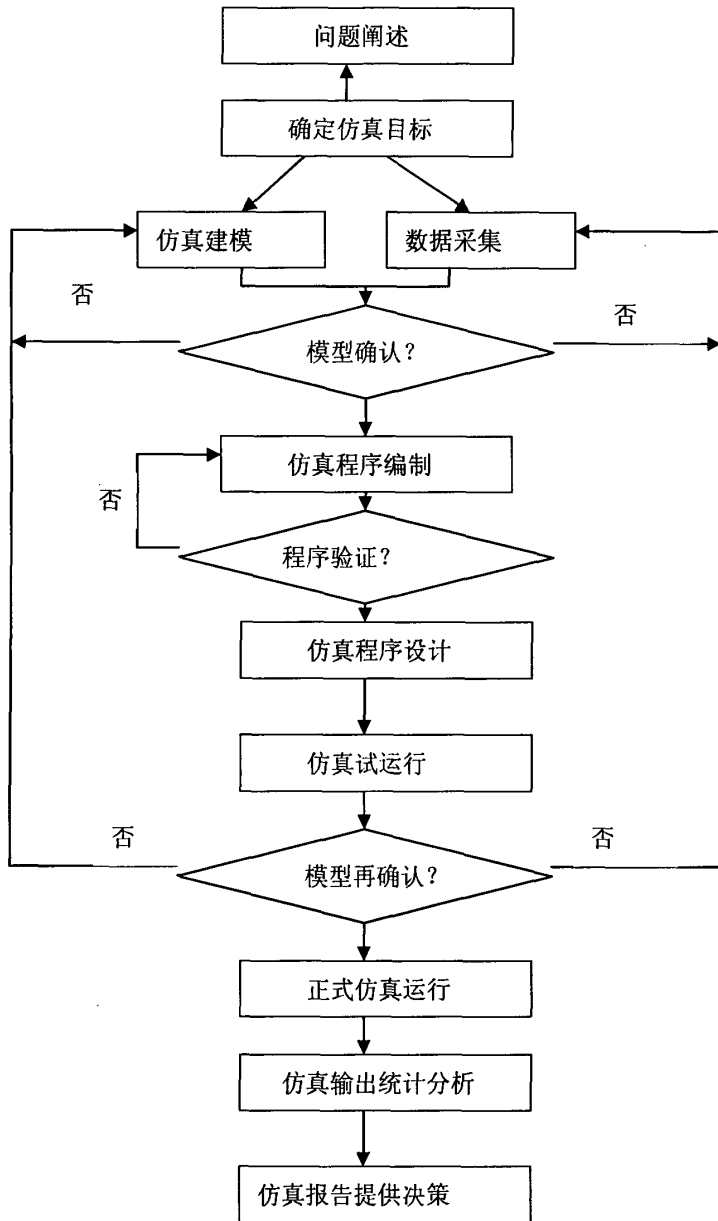 问题阐述
确定仿真目标
仿真建模
数据采集
否
否
模型确认？
仿真程序编制
否
程序验证？
仿真程序设计
仿真试运行
否
否
模型再确认？
正式仿真运行
仿真输出统计分析
仿真报告提供决策